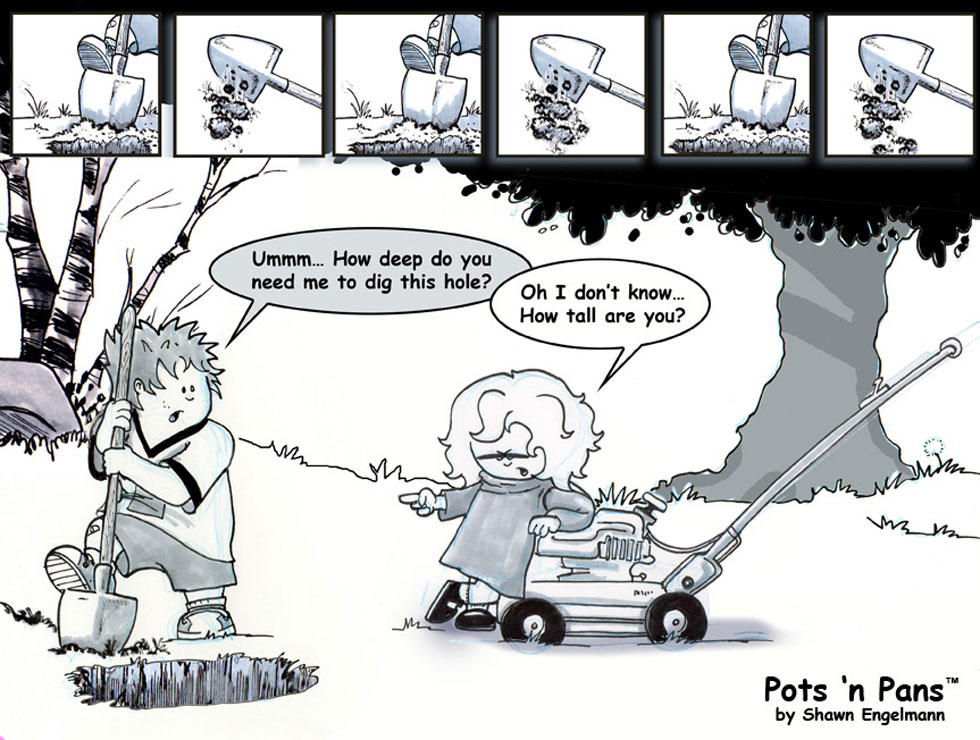 Ummm... How deep do you
need me to dig this hole?
Oh I don't know...
How tall are you?
Pots 'n Pans™
by Shawn Engelmann